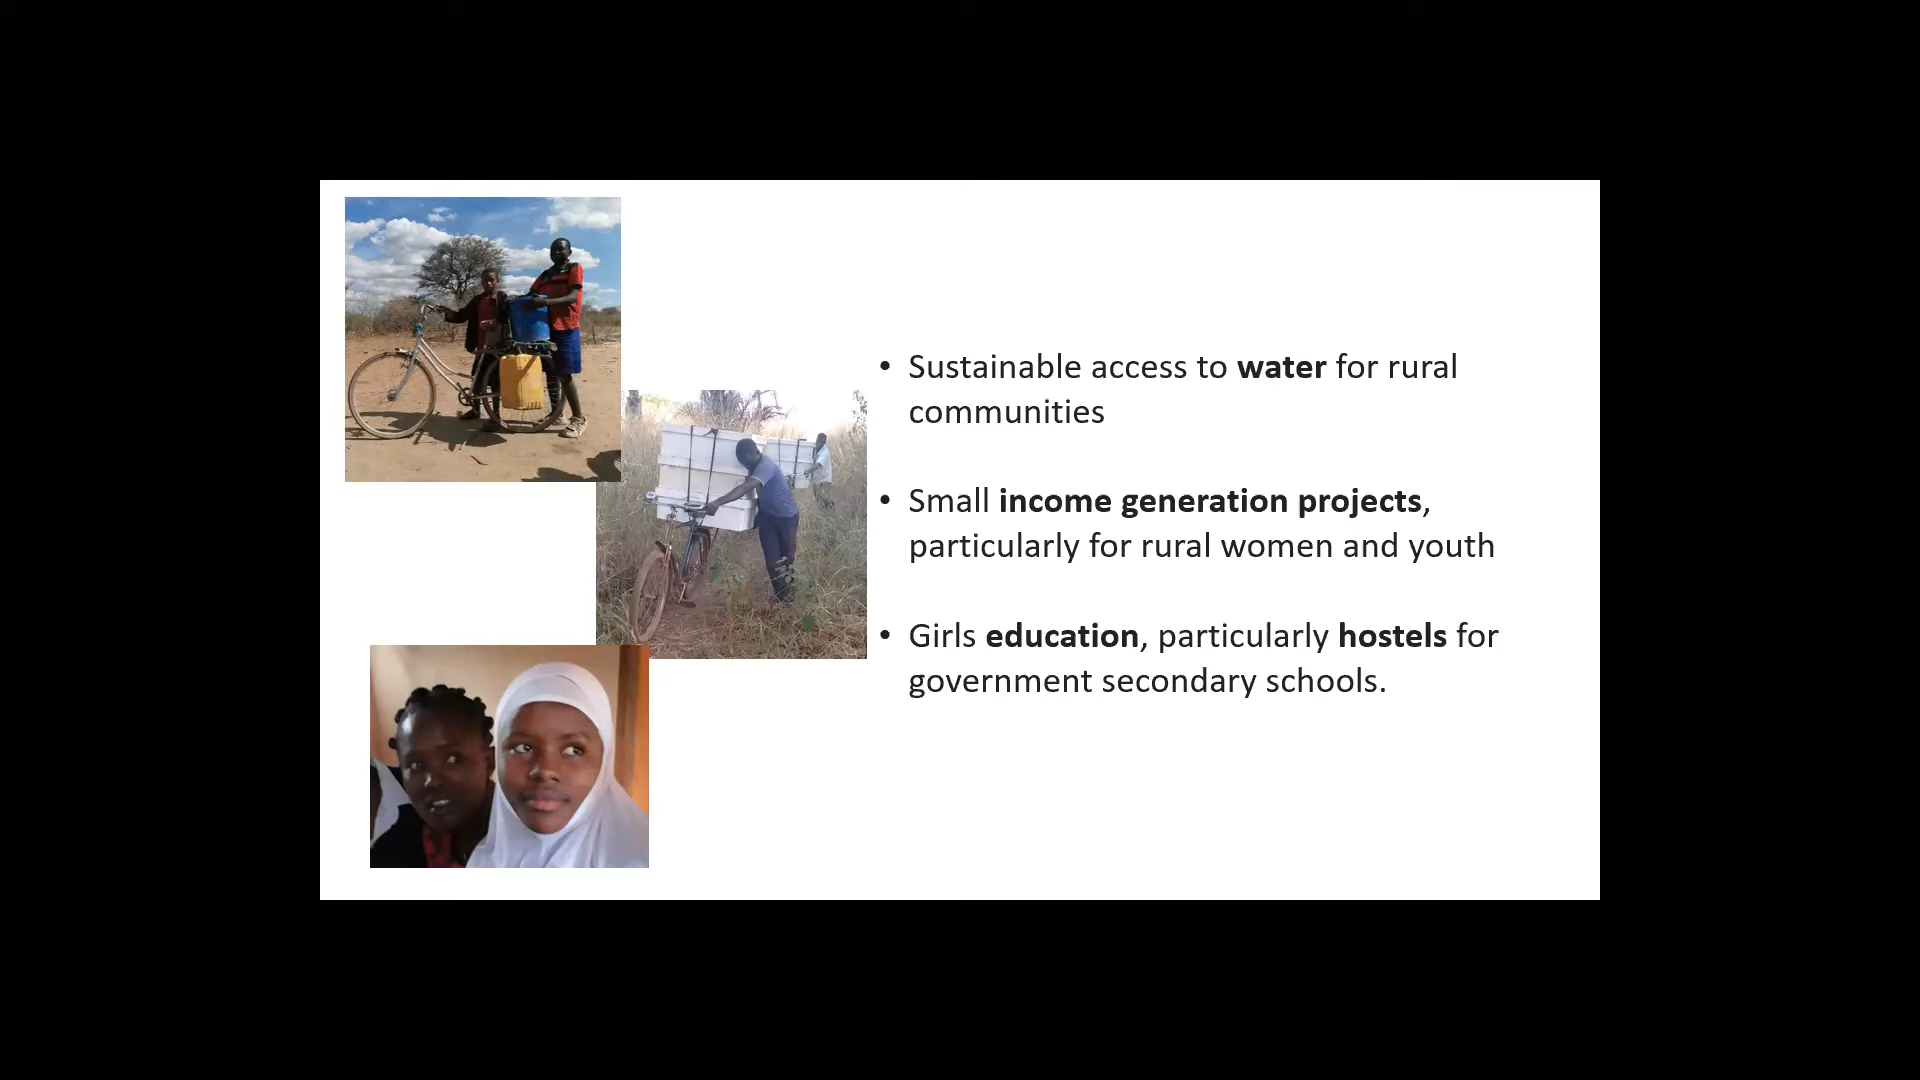 • Sustainable access to water for rural
communities
• Small income generation projects,
particularly for rural women and youth
• Girls education, particularly hostels for
government secondary schools.